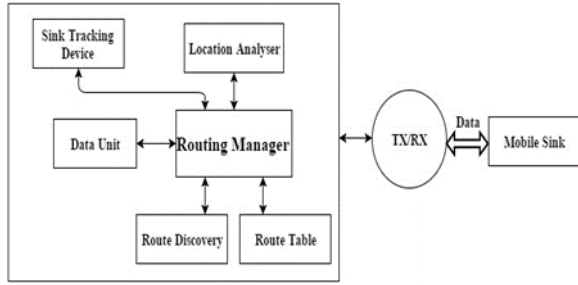 Sink Tracking
Device
Location Analyser
Data Unit
Routing Manager
Route Discovery
Route Table
TX/RX
Data
Mobile Sink